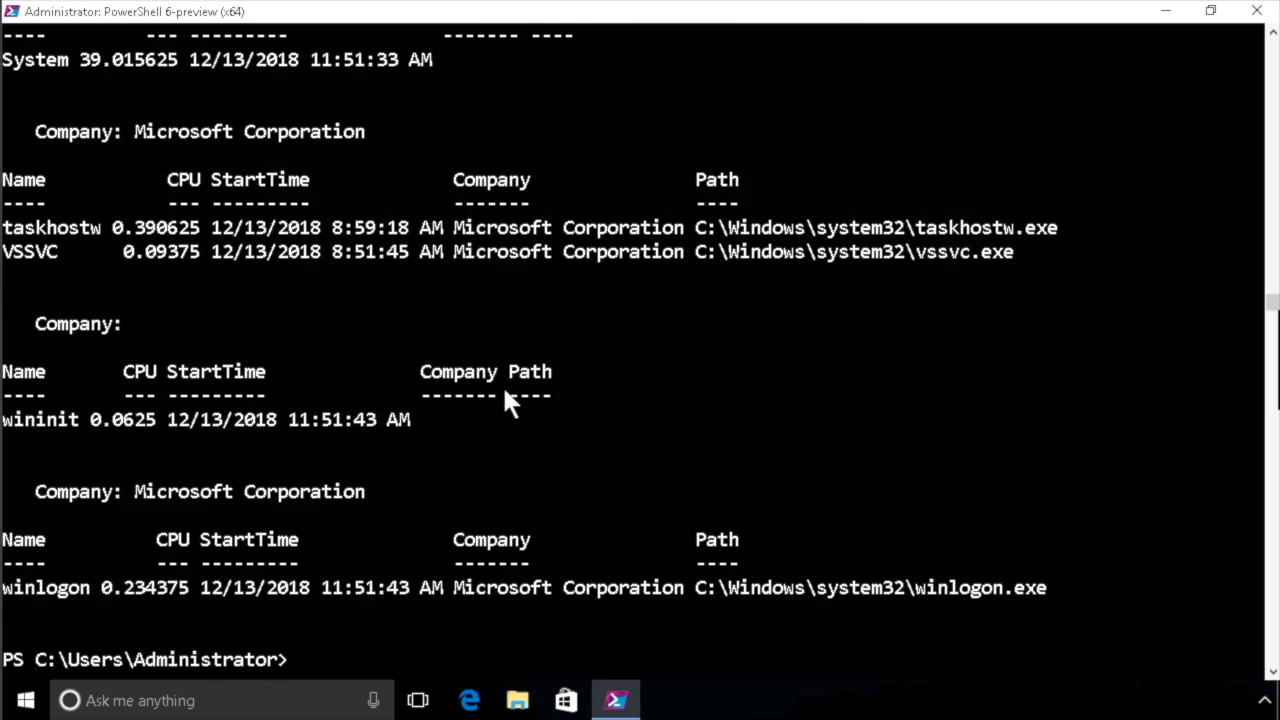 Administrator: PowerShell 6-preview (x64)
---- --- --------- ------- ----
System 39.015625 12/13/2018 11:51:33 AM
Company: Microsoft Corporation
Name CPU StartTime Company Path
---- --- --------- ------- ----
taskhostw 0.390625 12/13/2018 8:59:18 AM Microsoft Corporation C:\Windows\system32\taskhostw.exe
VSSVC 0.09375 12/13/2018 8:51:45 AM Microsoft Corporation C:\Windows\system32\vssvc.exe
Company:
Name CPU StartTime Company Path
---- --- --------- ------- ----
wininit 0.0625 12/13/2018 11:51:43 AM
Company: Microsoft Corporation
Name CPU StartTime Company Path
---- --- --------- ------- ----
winlogon 0.234375 12/13/2018 11:51:43 AM Microsoft Corporation C:\Windows\system32\winlogon.exe
PS C:\Users\Administrator>
Ask me anything